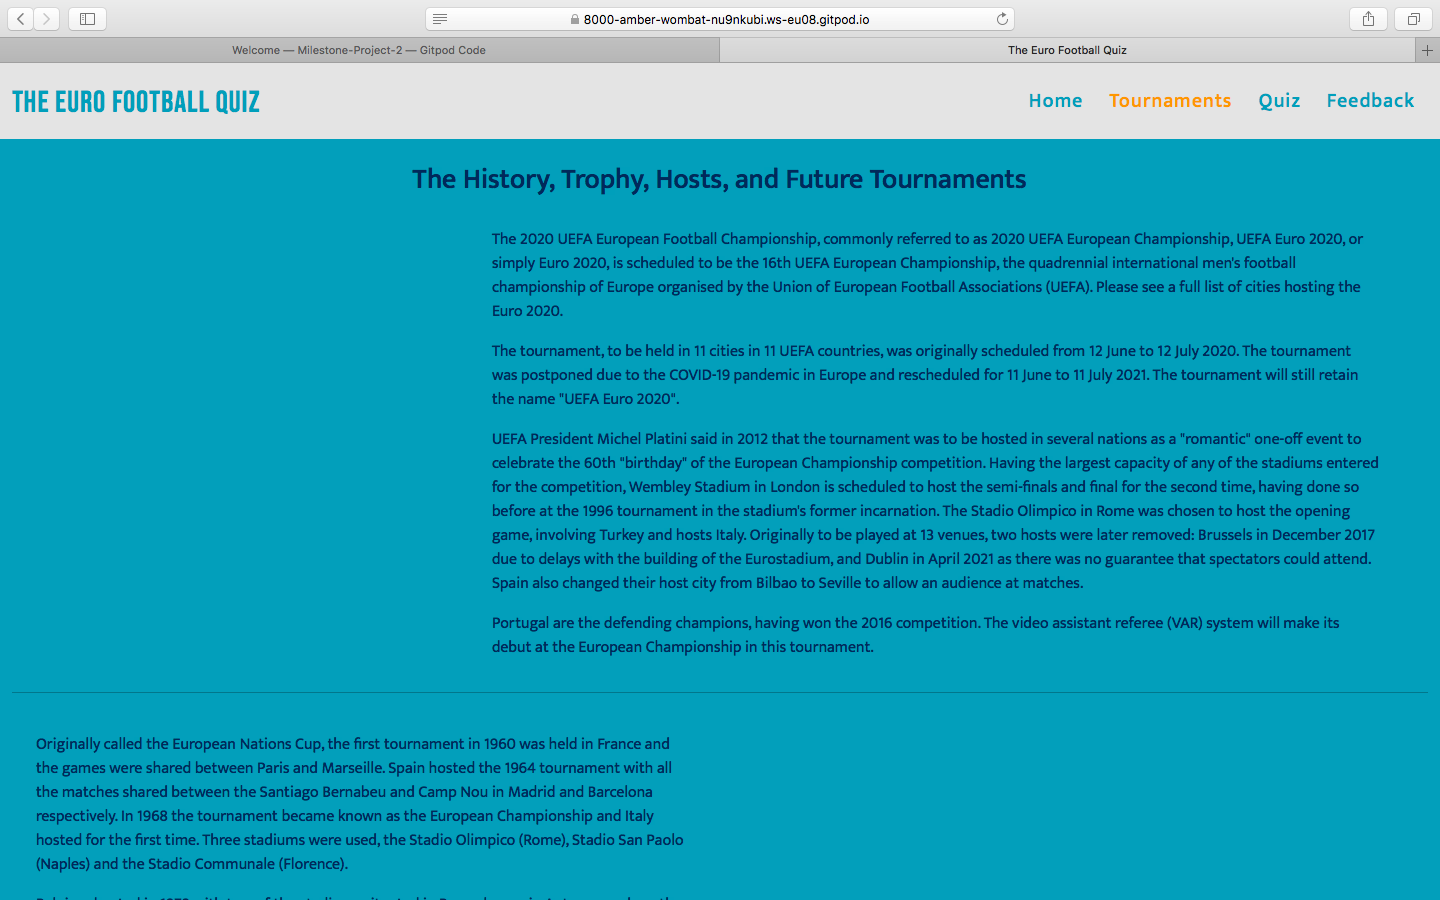 8000-amber-wombat-nu9nkubi.ws-eu08.gitpod.io
Welcome — Milestone-Project-2 — Gitpod Code
The Euro Football Quiz
THE EURO FOOTBALL QUIZ
Home
Tournaments
Quiz
Feedback
The History, Trophy, Hosts, and Future Tournaments
The 2020 UEFA European Football Championship, commonly referred to as 2020 UEFA European Championship, UEFA Euro 2020, or
simply Euro 2020, is scheduled to be the 16th UEFA European Championship, the quadrennial international men's football
championship of Europe organised by the Union of European Football Associations (UEFA). Please see a full list of cities hosting the
Euro 2020.
The tournament, to be held in 11 cities in 11 UEFA countries, was originally scheduled from 12 June to 12 July 2020. The tournament
was postponed due to the COVID-19 pandemic in Europe and rescheduled for 11 June to 11 July 2021. The tournament will still retain
the name "UEFA Euro 2020".
UEFA President Michel Platini said in 2012 that the tournament was to be hosted in several nations as a "romantic" one-off event to
celebrate the 60th "birthday" of the European Championship competition. Having the largest capacity of any of the stadiums entered
for the competition, Wembley Stadium in London is scheduled to host the semi-finals and final for the second time, having done so
before at the 1996 tournament in the stadium's former incarnation. The Stadio Olimpico in Rome was chosen to host the opening
game, involving Turkey and hosts Italy. Originally to be played at 13 venues, two hosts were later removed: Brussels in December 2017
due to delays with the building of the Eurostadium, and Dublin in April 2021 as there was no guarantee that spectators could attend.
Spain also changed their host city from Bilbao to Seville to allow an audience at matches.
Portugal are the defending champions, having won the 2016 competition. The video assistant referee (VAR) system will make its
debut at the European Championship in this tournament.
Originally called the European Nations Cup, the first tournament in 1960 was held in France and
the games were shared between Paris and Marseille. Spain hosted the 1964 tournament with all
the matches shared between the Santiago Bernabeu and Camp Nou in Madrid and Barcelona
respectively. In 1968 the tournament became known as the European Championship and Italy
hosted for the first time. Three stadiums were used, the Stadio Olimpico (Rome), Stadio San Paolo
(Naples) and the Stadio Communale (Florence).